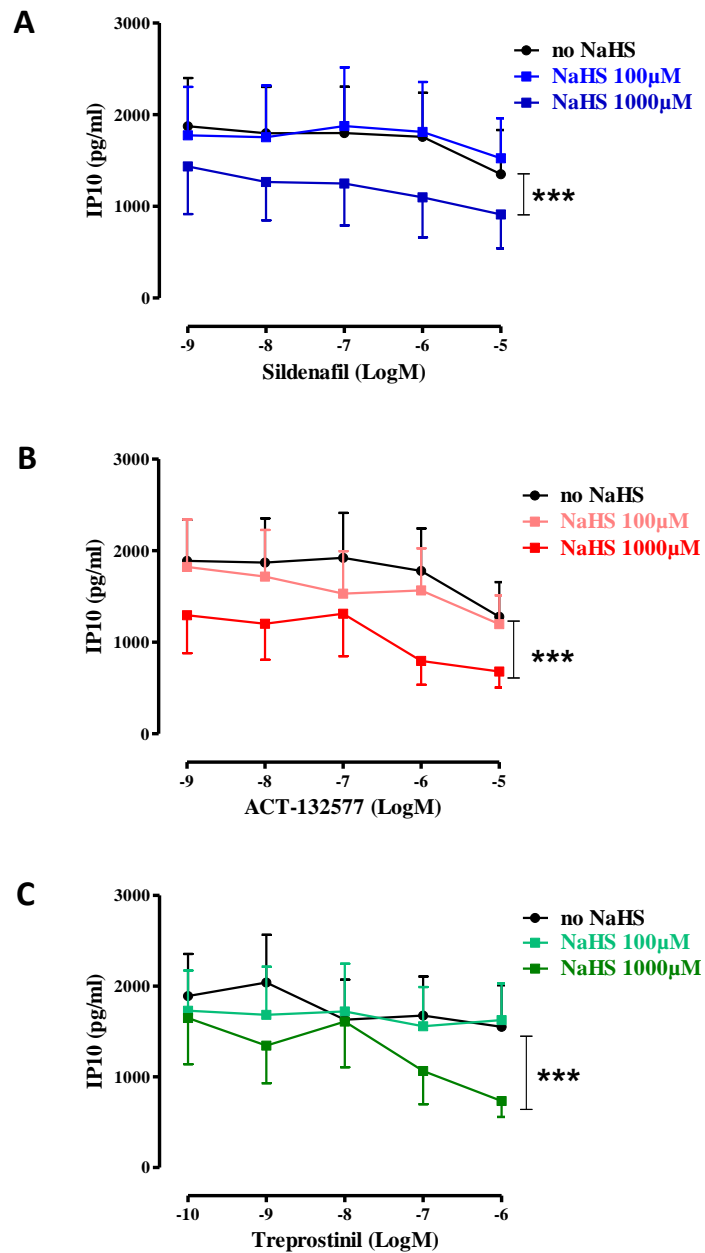 A
3000
2000
1000
0
IP10 (pg/ml)
no NaHS
NaHS 100µM
NaHS 1000µM
***
-9 -8 -7 -6 -5
Sildenafil (LogM)
B
3000
2000
1000
0
IP10 (pg/ml)
no NaHS
NaHS 100µM
NaHS 1000µM
***
-9 -8 -7 -6 -5
ACT-132577 (LogM)
C
3000
2000
1000
0
IP10 (pg/ml)
no NaHS
NaHS 100µM
NaHS 1000µM
***
-10 -9 -8 -7 -6
Treprostinil (LogM)